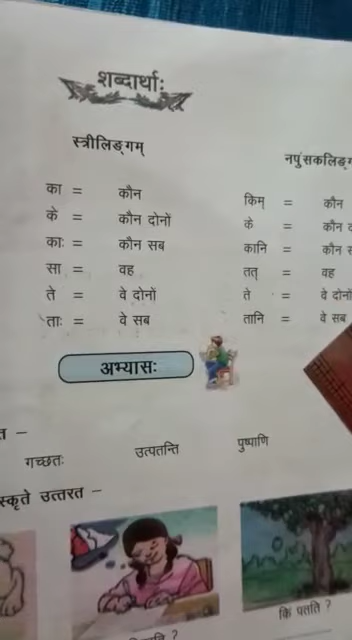 शब्दार्थाः
स्त्रीलिङ्गम्
का = कौन
के = कौन दोनों
काः = कौन सब
सा = वह
ते = वे दोनों
ताः = वे सब
नपुंसकलिङ्ग
किम् = कौन
के = कौन
कानि = कौन
तत् = वह
ते = वे दोनों
तानि = वे सब
अभ्यासः
गच्छतः उत्पतन्ति पुष्पाणि
स्कृते उत्तरत –
किं पतति ?